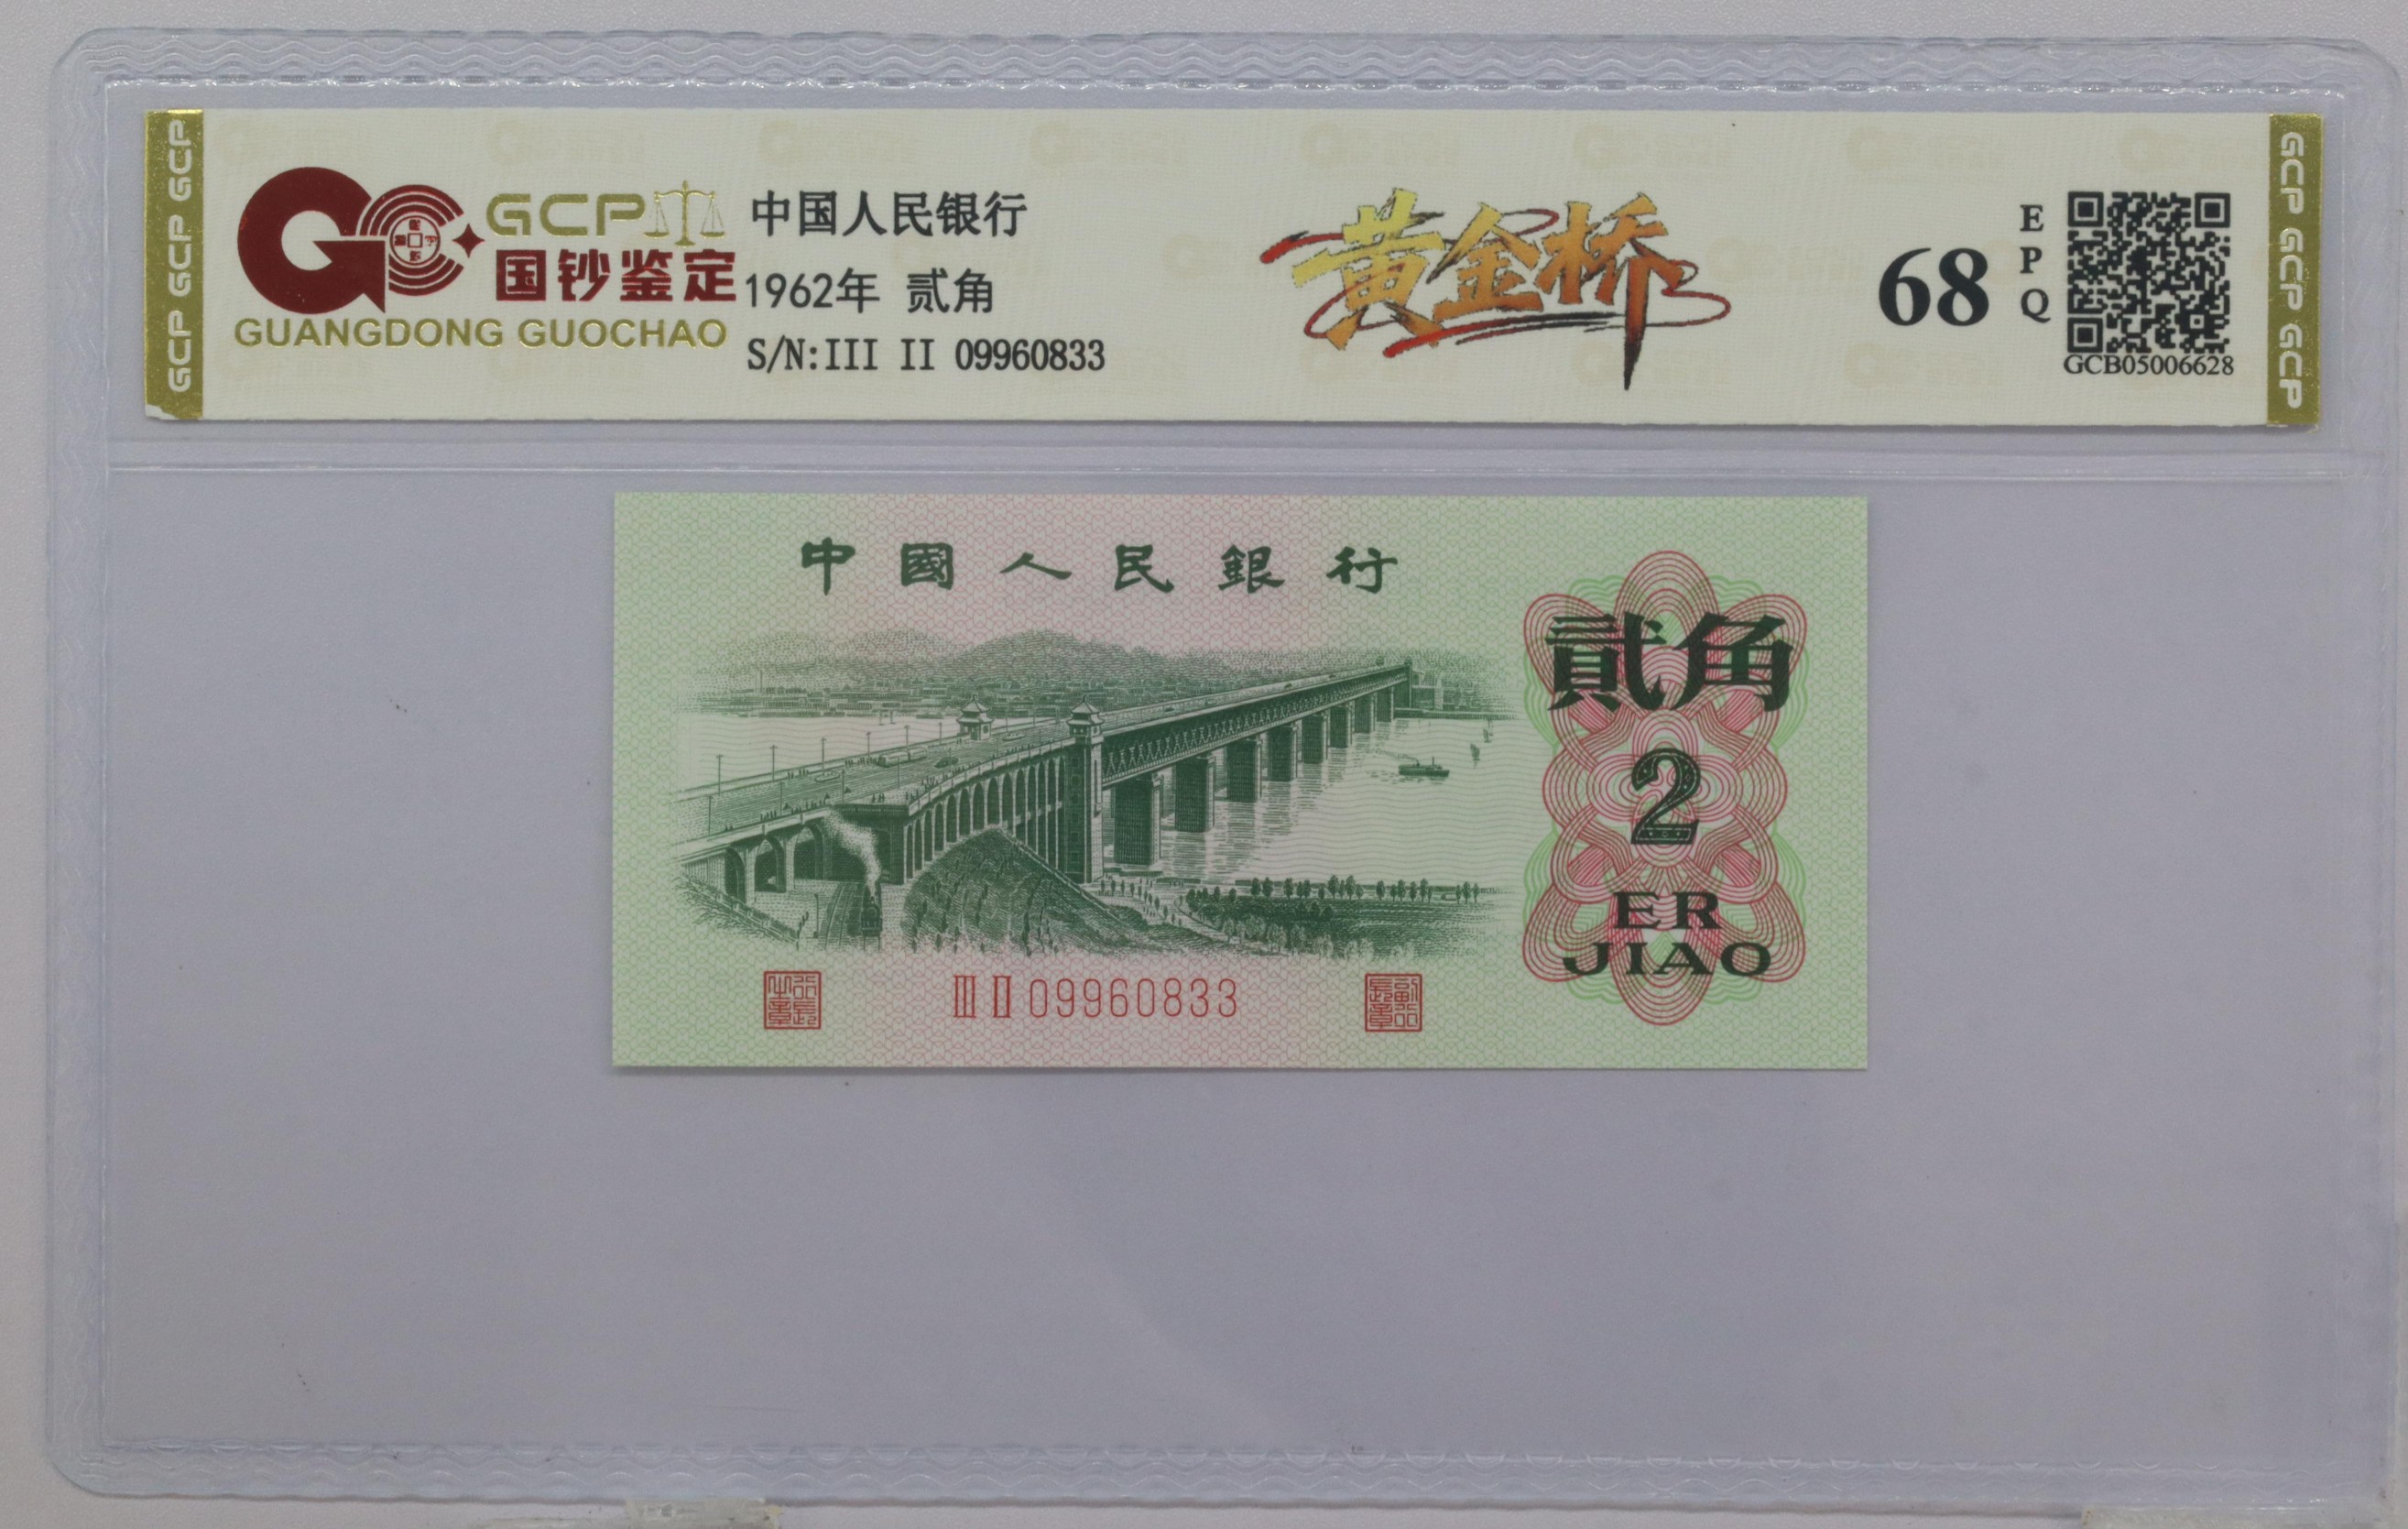 GCP GCP GCP
GCP
国钞鉴定
GUANGDONG GUOCHAO
中国人民银行
1962年 贰角
S/N:III II 09960833
黄金桥
68
EPQ
GCB05006628
GCP GCP GCP
中國人民銀行
貳角
2
ER
JIAO
III II 09960833